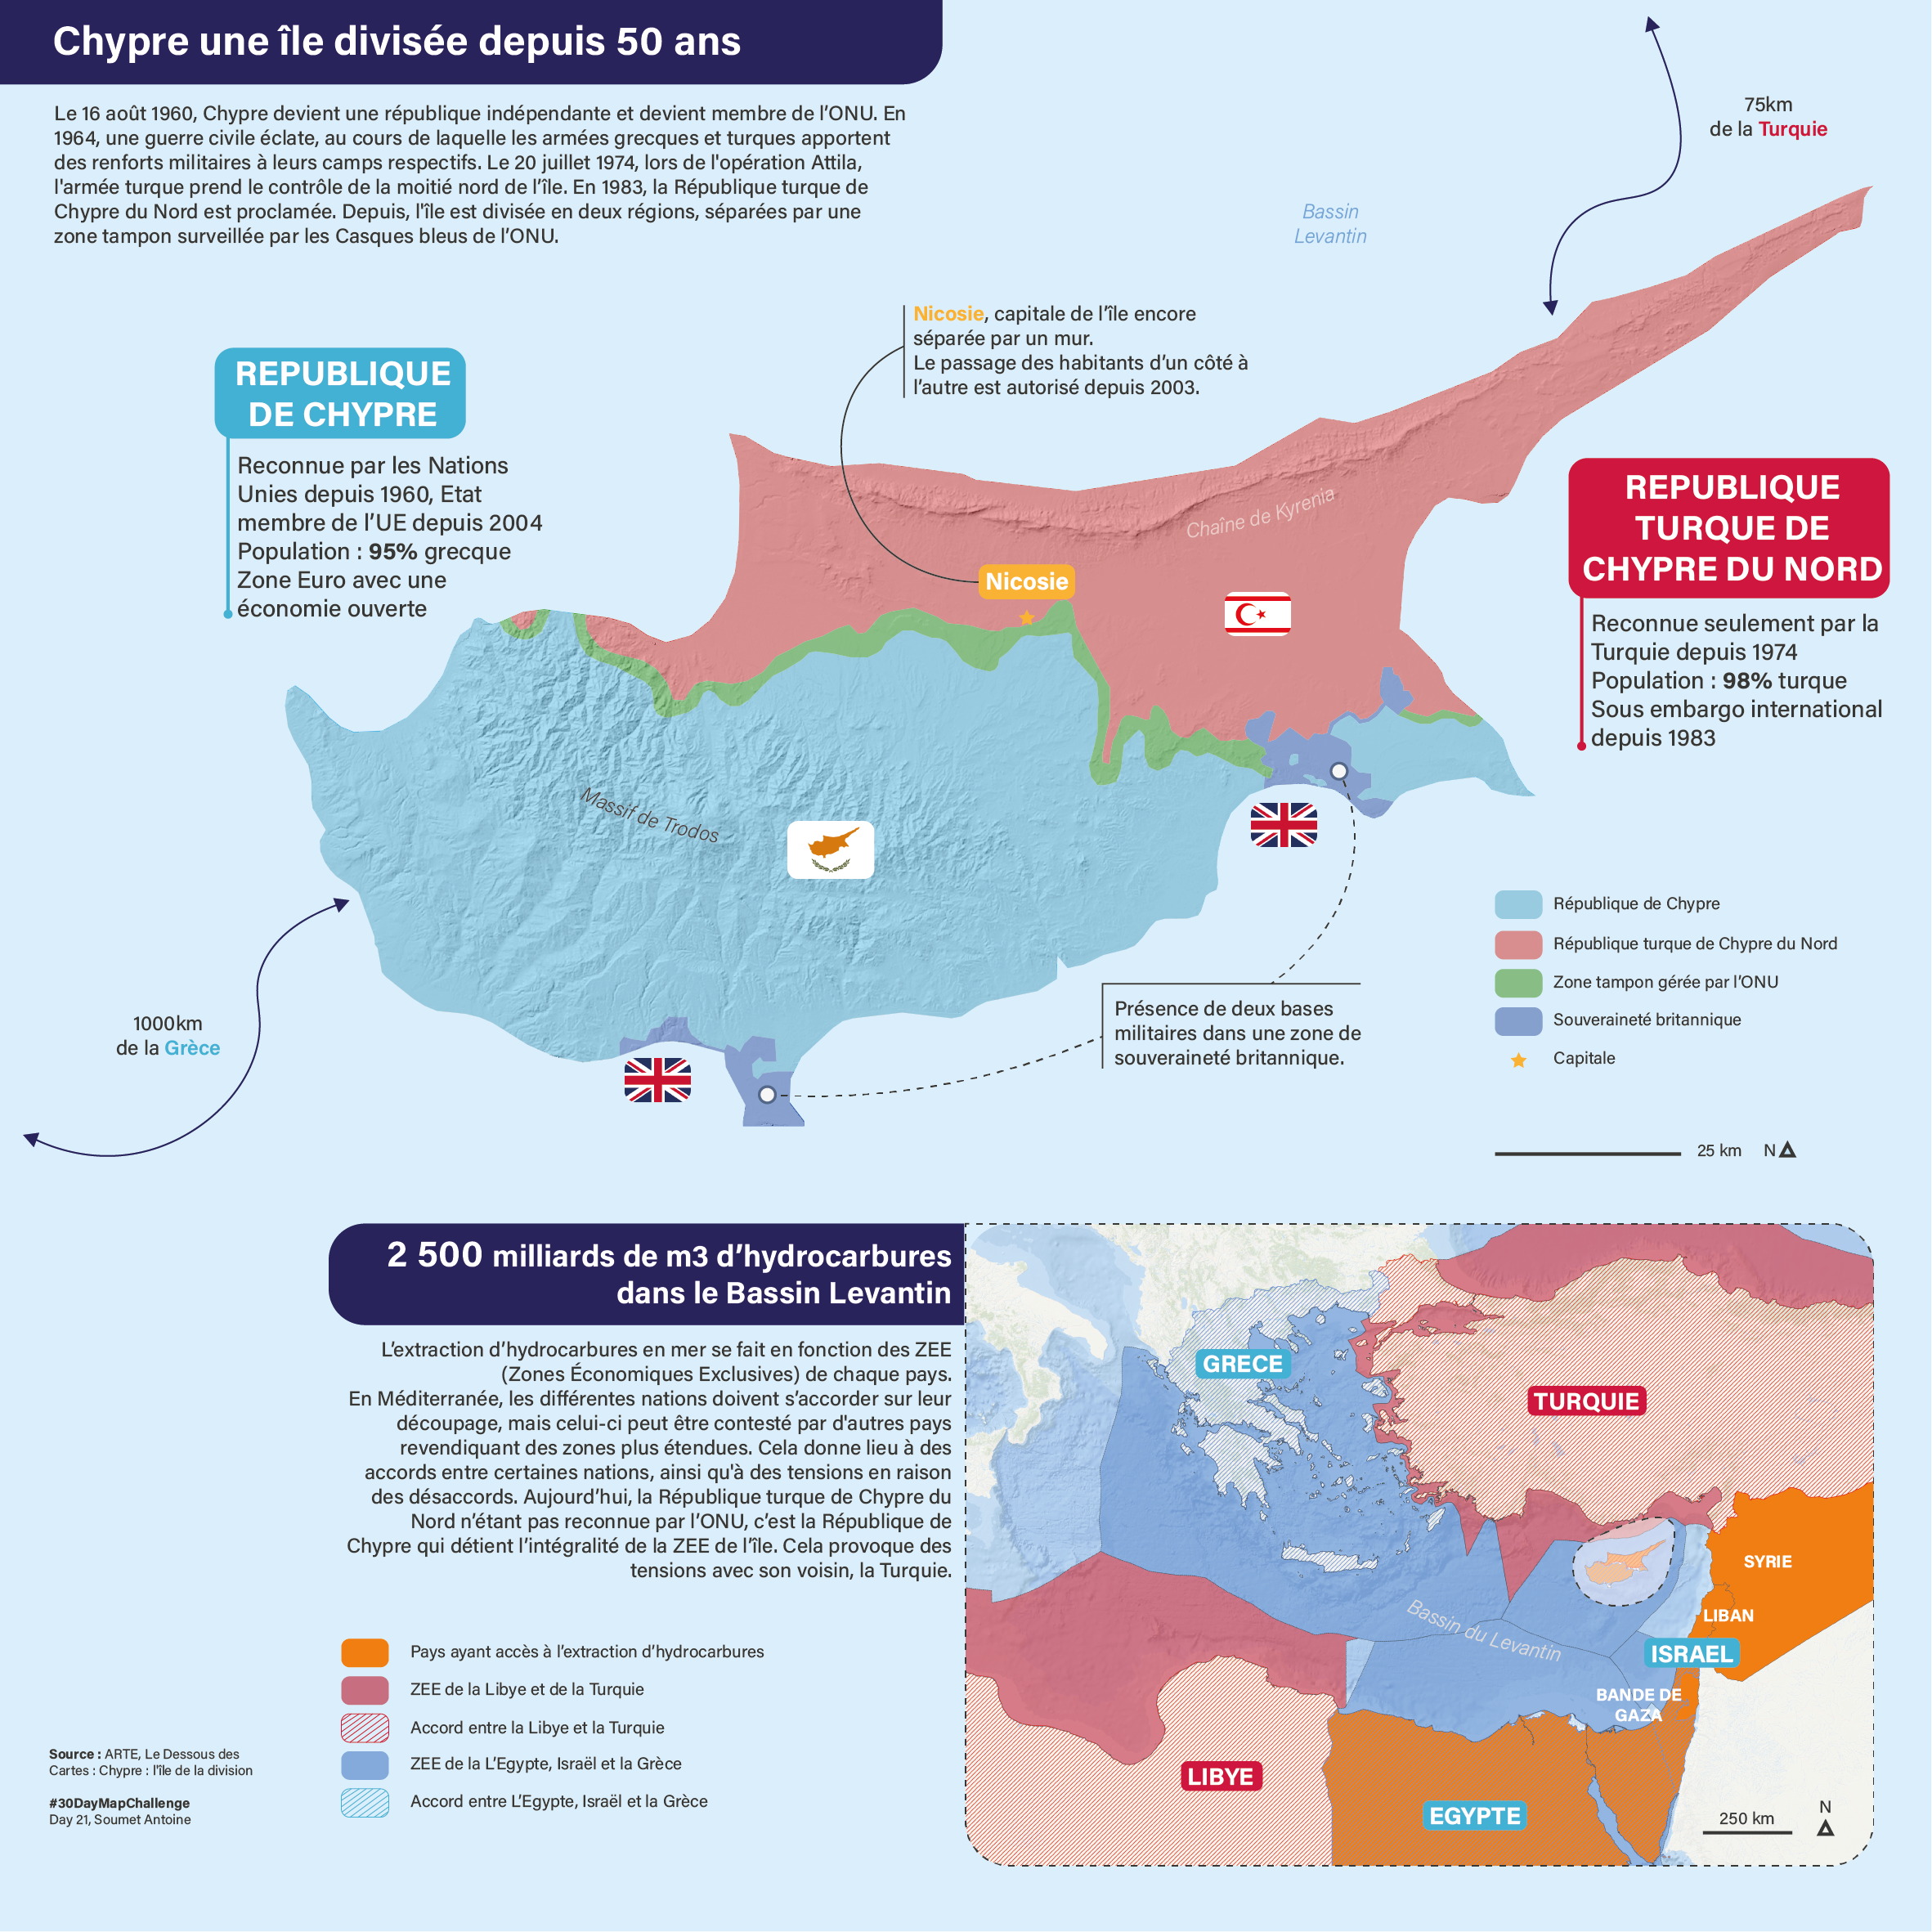 Chypre une île divisée depuis 50 ans
Le 16 août 1960, Chypre devient une république indépendante et devient membre de l’ONU. En
1964, une guerre civile éclate, au cours de laquelle les armées grecques et turques apportent
des renforts militaires à leurs camps respectifs. Le 20 juillet 1974, lors de l'opération Attila,
l'armée turque prend le contrôle de la moitié nord de l’île. En 1983, la République turque de
Chypre du Nord est proclamée. Depuis, l'île est divisée en deux régions, séparées par une
zone tampon surveillée par les Casques bleus de l’ONU.
75km
de la Turquie
Bassin
Levantin
Nicosie, capitale de l’île encore
séparée par un mur.
Le passage des habitants d’un côté à
l’autre est autorisé depuis 2003.
REPUBLIQUE
DE CHYPRE
Reconnue par les Nations
Unies depuis 1960, Etat
membre de l’UE depuis 2004
Population : 95% grecque
Zone Euro avec une
économie ouverte
Chaîne de Kyrenia
Nicosie
REPUBLIQUE
TURQUE DE
CHYPRE DU NORD
Reconnue seulement par la
Turquie depuis 1974
Population : 98% turque
Sous embargo international
depuis 1983
Massif de Trodos
1000km
de la Grèce
Présence de deux bases
militaires dans une zone de
souveraineté britannique.
République de Chypre
République turque de Chypre du Nord
Zone tampon gérée par l’ONU
Souveraineté britannique
Capitale
25 km N
2 500 milliards de m3 d’hydrocarbures
dans le Bassin Levantin
L’extraction d’hydrocarbures en mer se fait en fonction des ZEE
(Zones Économiques Exclusives) de chaque pays.
En Méditerranée, les différentes nations doivent s’accorder sur leur
découpage, mais celui-ci peut être contesté par d'autres pays
revendiquant des zones plus étendues. Cela donne lieu à des
accords entre certaines nations, ainsi qu'à des tensions en raison
des désaccords. Aujourd’hui, la République turque de Chypre du
Nord n’étant pas reconnue par l’ONU, c’est la République de
Chypre qui détient l’intégralité de la ZEE de l’île. Cela provoque des
tensions avec son voisin, la Turquie.
Pays ayant accès à l’extraction d’hydrocarbures
ZEE de la Libye et de la Turquie
Accord entre la Libye et la Turquie
ZEE de la L’Egypte, Israël et la Grèce
Accord entre L’Egypte, Israël et la Grèce
Source : ARTE, Le Dessous des
Cartes : Chypre : l’île de la division
#30DayMapChallenge
Day 21, Soumet Antoine
GRECE
TURQUIE
SYRIE
LIBAN
Bassin du Levantin
ISRAEL
BANDE DE
GAZA
LIBYE
EGYPTE
250 km
N